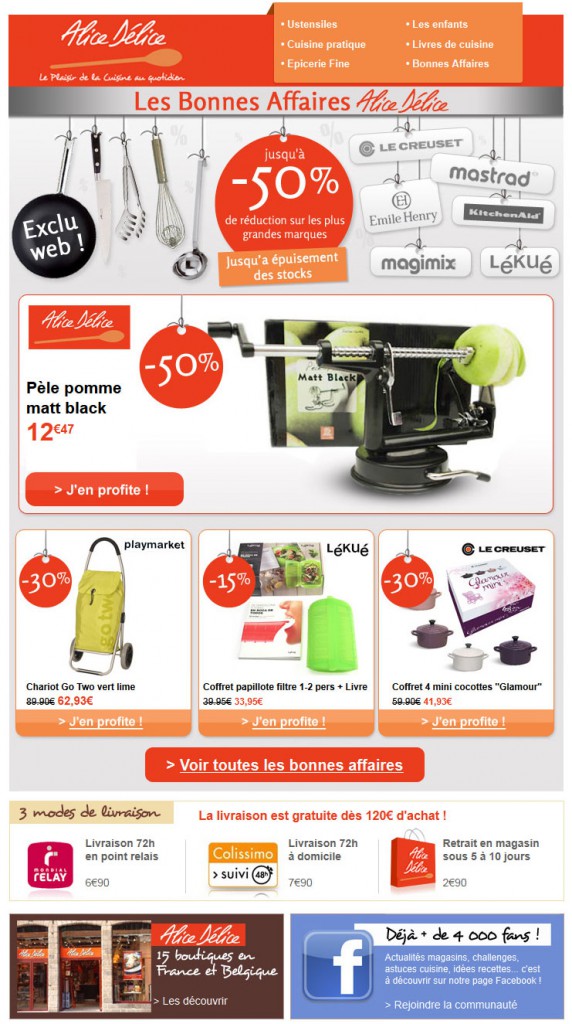 Alice Délice
Le Plaisir de la Cuisine au quotidien
• Ustensiles
• Cuisine pratique
• Epicerie Fine
• Les enfants
• Livres de cuisine
• Bonnes Affaires
Les Bonnes Affaires Alice Délice
Exclu
web !
jusqu'à
-50%
de réduction sur les plus
grandes marques
Jusqu'a épuisement
des stocks
LE CREUSET
mastrad
Emile Henry
KitchenAid
magimix
LéKué
Alice Délice
-50%
Pèle pomme
matt black
12€47
> J'en profite !
Matt Black
-30%
playmarket
go two
Chariot Go Two vert lime
89.90€ 62,93€
> J'en profite !
-15%
LéKué
Coffret papillote filtre 1-2 pers + Livre
39.95€ 33,95€
> J'en profite !
-30%
LE CREUSET
Glamour
mini
Coffret 4 mini cocottes "Glamour"
59.90€ 41,93€
> J'en profite !
> Voir toutes les bonnes affaires
3 modes de livraison
La livraison est gratuite dès 120€ d'achat !
MONDIAL
RELAY
Livraison 72h
en point relais
6€90
Colissimo
> suivi 48h
Livraison 72h
à domicile
7€90
Alice
Délice
Retrait en magasin
sous 5 à 10 jours
2€90
Alice Délice
15 boutiques en
France et Belgique
> Les découvrir
f
Déjà + de 4 000 fans !
Actualités magasins, challenges,
astuces cuisine, idées recettes... c'est
à découvrir sur notre page Facebook !
> Rejoindre la communauté